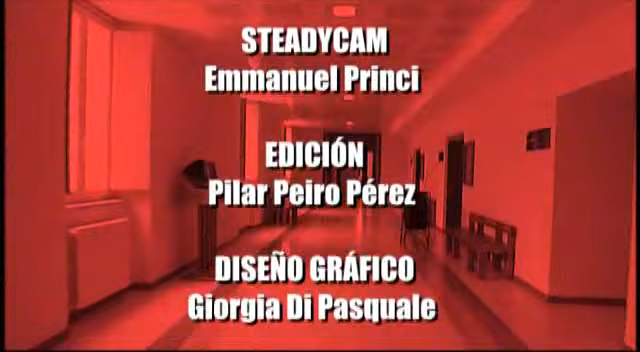 STEADYCAM
Emmanuel Princi
EDICIÓN
Pilar Peiro Pérez
DISEÑO GRÁFICO
Giorgia Di Pasquale